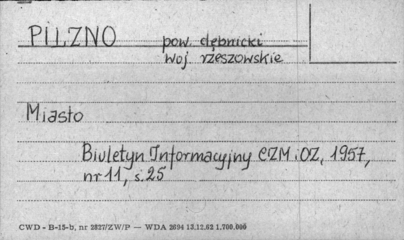 PILZNO
pow. dębnicki
woj. rzeszowskie
Miasto
Biuletyn Informacyjny CZM i OZ, 1957,
nr 11, s. 25
CWD - B-15-b, nr 2827/ZW/P — WDA 2694 12.12.62 1.700.000